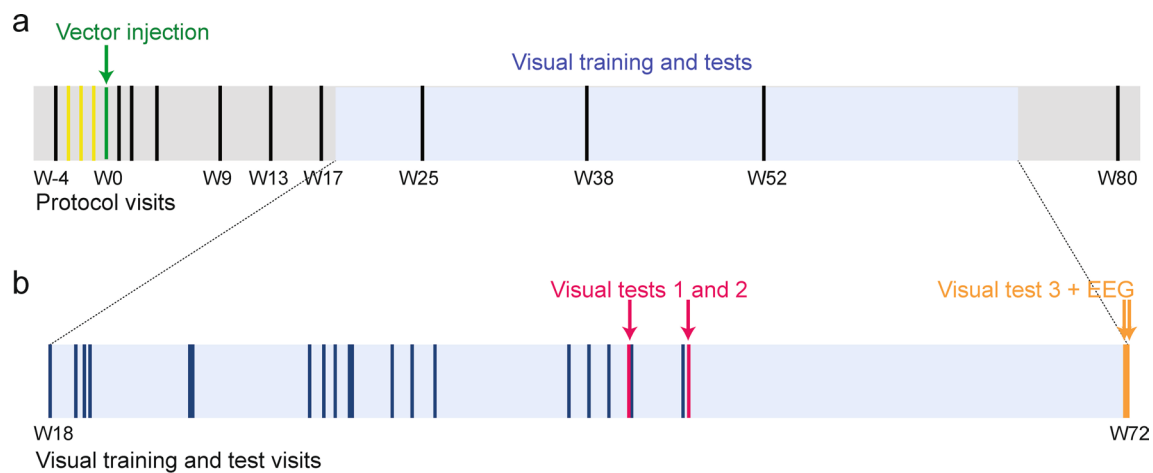 a
Vector injection
Visual training and tests
W-4 W0 W9 W13 W17 W25 W38 W52 W80
Protocol visits
b
Visual tests 1 and 2
Visual test 3 + EEG
W18 W72
Visual training and test visits